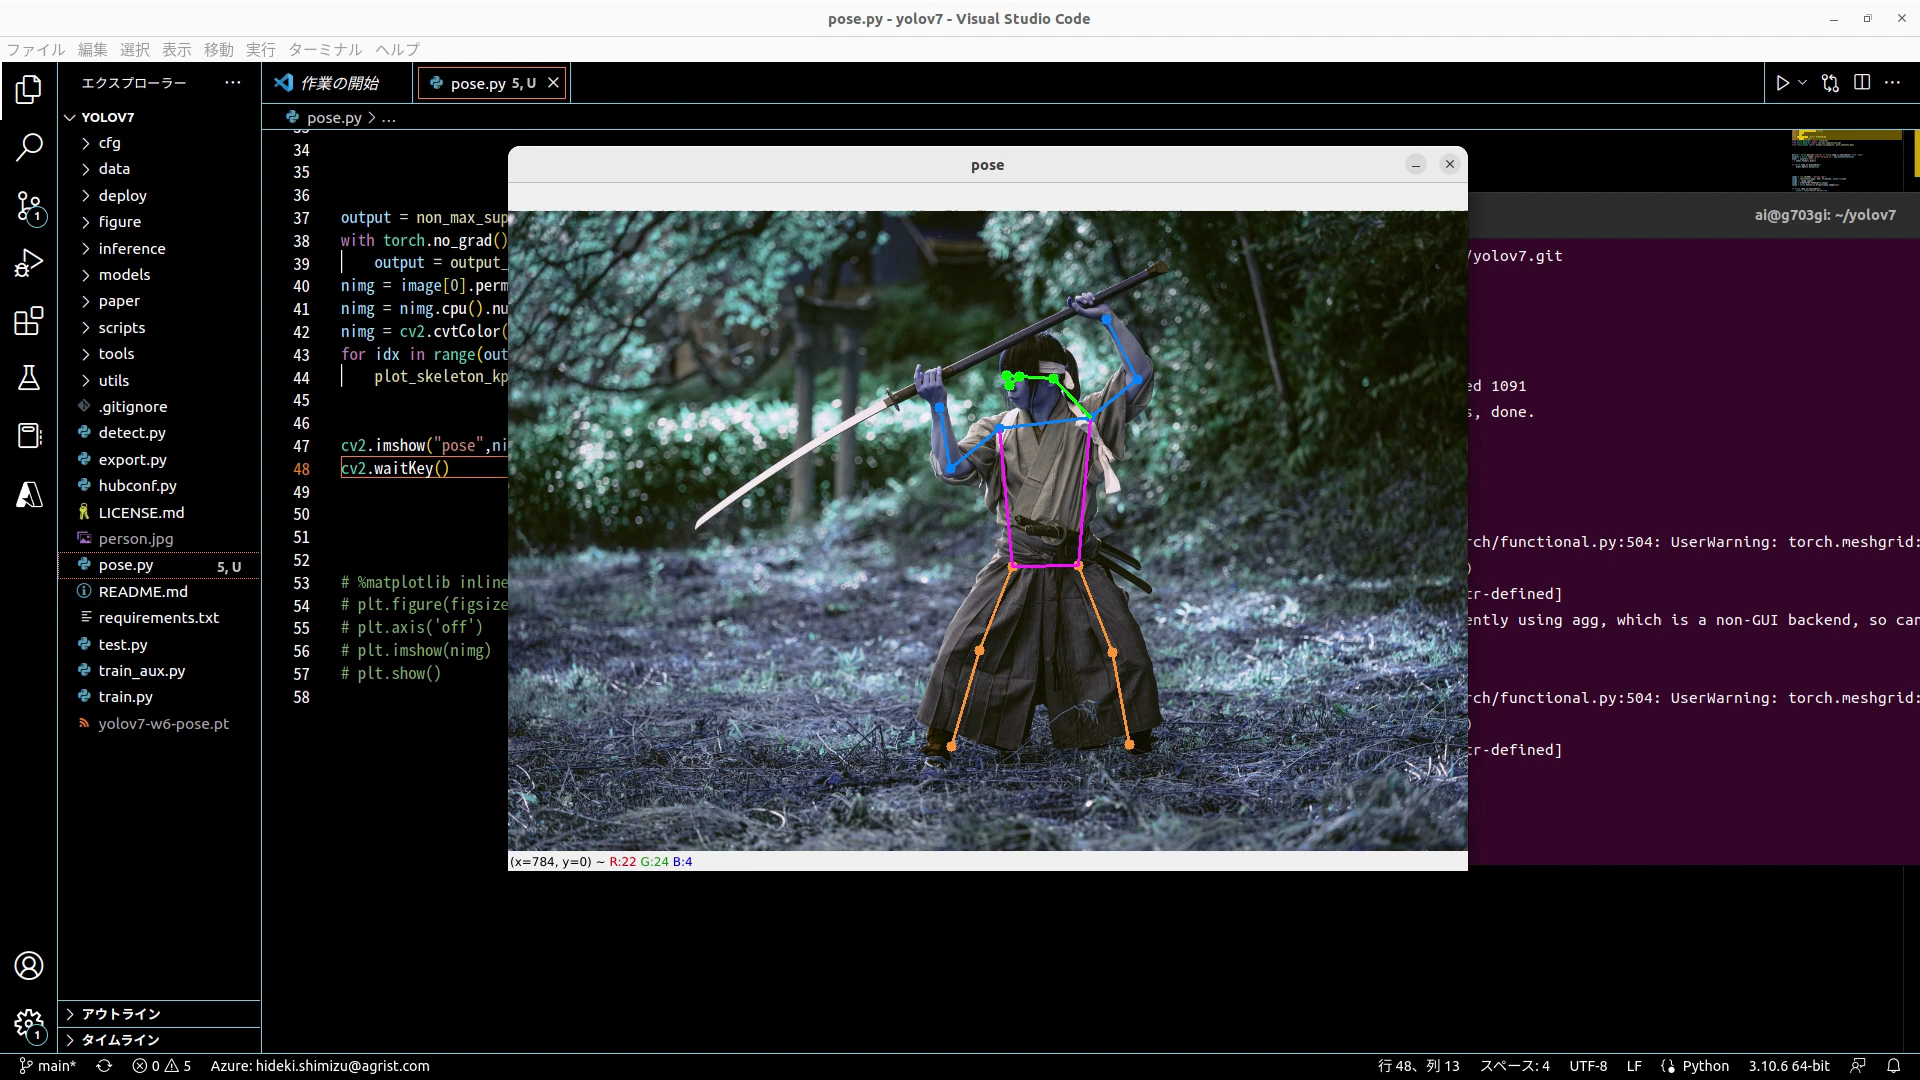 pose.py - yolov7 - Visual Studio Code
ファイル 編集 選択 表示 移動 実行 ターミナル ヘルプ
エクスプローラー
作業の開始
pose.py 5, U
YOLOV7
pose.py > ...
cfg
data
deploy
figure
inference
models
paper
scripts
tools
utils
.gitignore
detect.py
export.py
hubconf.py
LICENSE.md
person.jpg
pose.py 5, U
README.md
requirements.txt
test.py
train_aux.py
train.py
yolov7-w6-pose.pt
アウトライン
タイムライン
1
1
34
35
36
37 output = non_max_sup
38 with torch.no_grad()
39 output = output_
40 nimg = image[0].perm
41 nimg = nimg.cpu().nu
42 nimg = cv2.cvtColor(
43 for idx in range(out
44 plot_skeleton_kp
45
46
47 cv2.imshow("pose",ni
48 cv2.waitKey()
49
50
51
52
53 # %matplotlib inline
54 # plt.figure(figsize
55 # plt.axis('off')
56 # plt.imshow(nimg)
57 # plt.show()
58
pose
(x=784, y=0) ~ R:22 G:24 B:4
ai@g703gi: ~/yolov7
/yolov7.git
ed 1091
s, done.
rch/functional.py:504: UserWarning: torch.meshgrid:
)
tr-defined]
ently using agg, which is a non-GUI backend, so can
rch/functional.py:504: UserWarning: torch.meshgrid:
)
tr-defined]
main* 0 5 Azure: hideki.shimizu@agrist.com
行 48、列 13 スペース: 4 UTF-8 LF Python 3.10.6 64-bit